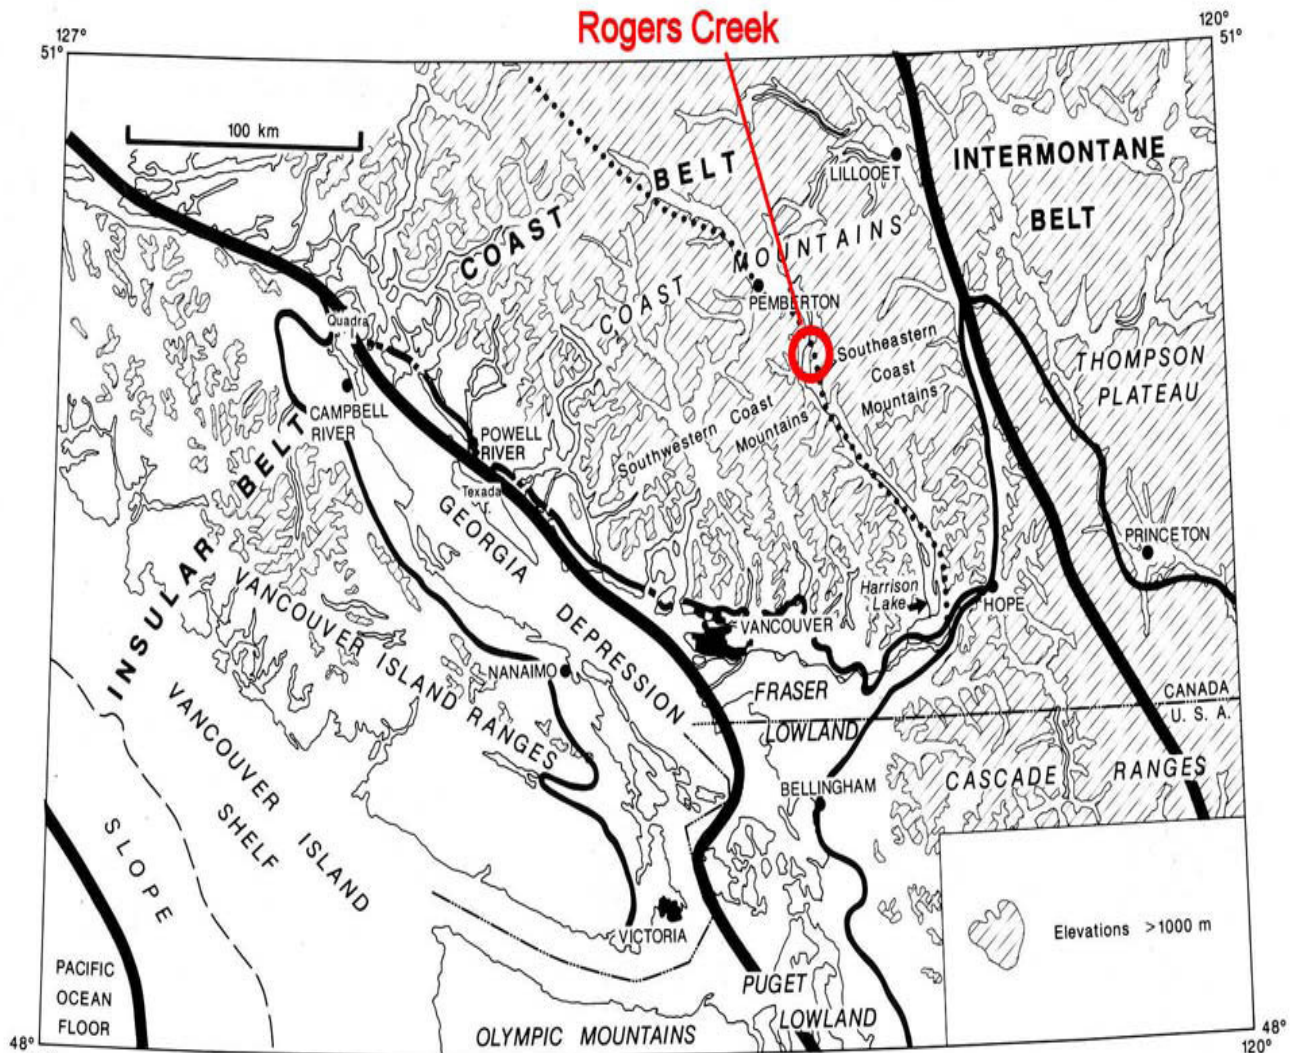 Rogers Creek
127°
51°
120°
51°
100 km
LILLOOET
INTERMONTANE
BELT
COAST BELT
COAST MOUNTAINS
PEMBERTON
Southeastern
Coast
Mountains
THOMPSON
PLATEAU
Quadra
CAMPBELL
RIVER
POWELL
RIVER
Texada
Southwestern Coast
Mountains
INSULAR BELT
GEORGIA DEPRESSION
PRINCETON
Harrison
Lake
HOPE
VANCOUVER
VANCOUVER ISLAND RANGES
NANAIMO
FRASER
LOWLAND
CANADA
U. S. A.
VANCOUVER ISLAND
SHELF
BELLINGHAM
CASCADE RANGES
SLOPE
VICTORIA
Elevations >1000 m
PACIFIC
OCEAN
FLOOR
PUGET
LOWLAND
OLYMPIC MOUNTAINS
48°
48°
120°